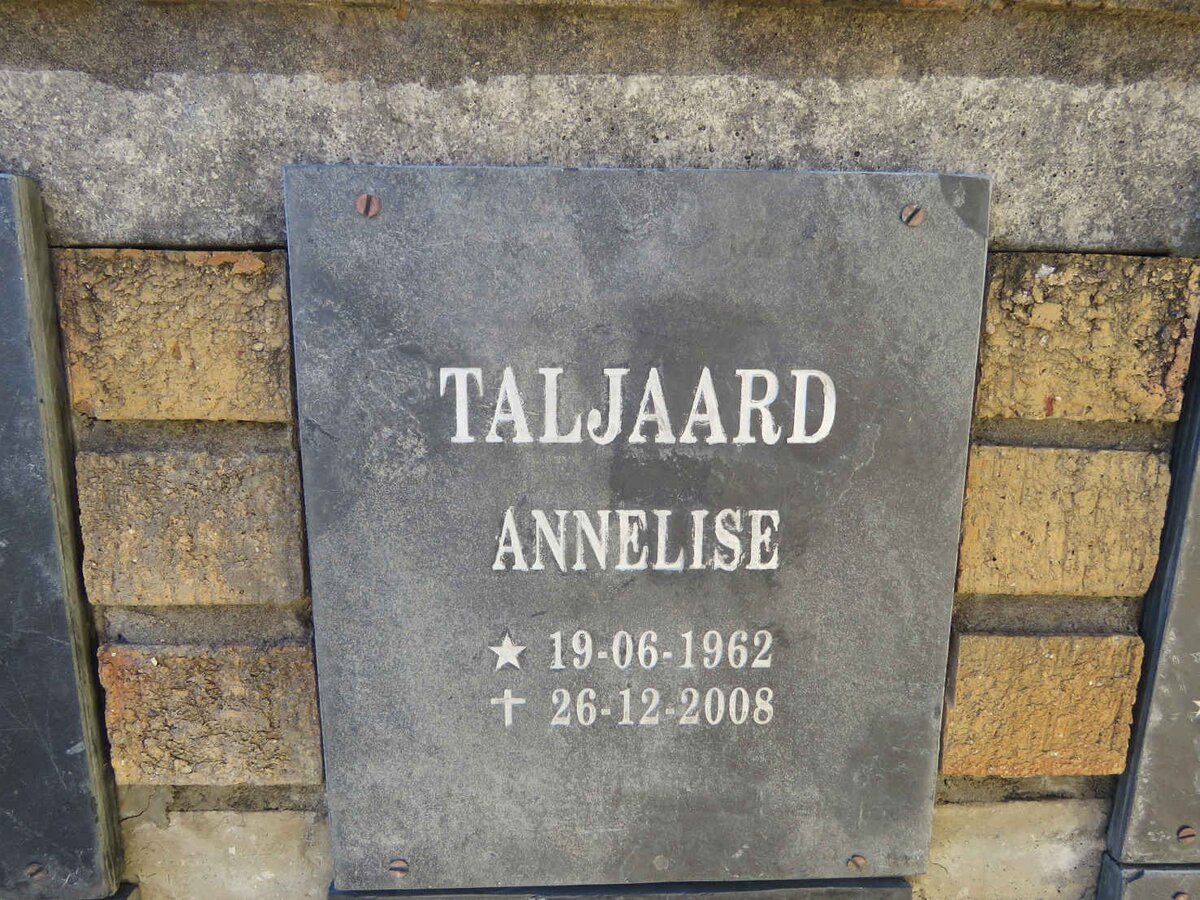 TALJAARD
ANNELISE
★ 19-06-1962
✝ 26-12-2008